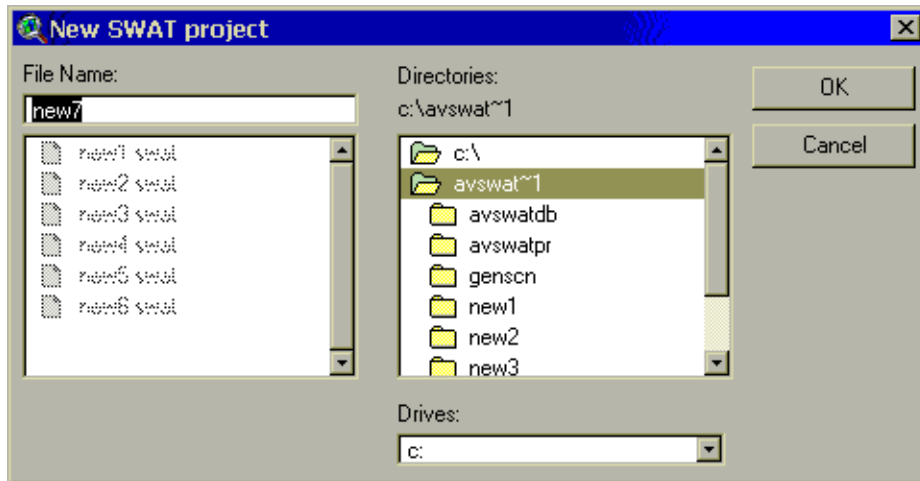 New SWAT project
File Name:
new7
new1.swat
new2.swat
new3.swat
new4.swat
new5.swat
new6.swat
Directories:
c:\avswat~1
c:\
avswat~1
avswatdb
avswatpr
genscn
new1
new2
new3
Drives:
c:
OK
Cancel